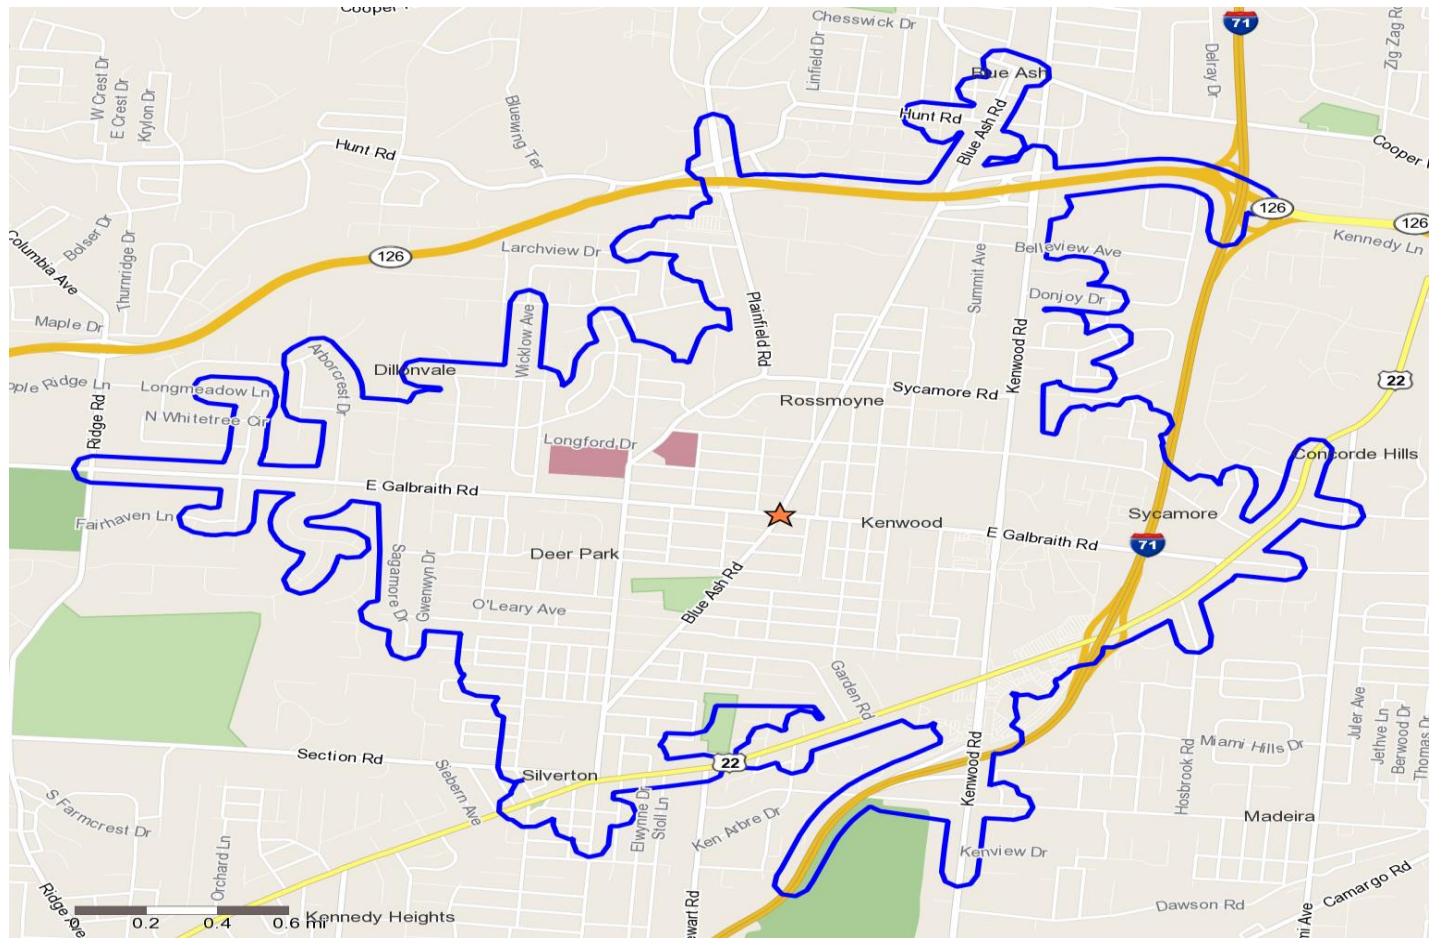 Cooper
Chesswick Dr
71
Linfield Dr
Delray Dr
Zig Zag Rd
W Crest Dr
E Crest Dr
Krylon Dr
Blue Ash
Bluewing Ter
Hunt Rd
Hunt Rd
Blue Ash Rd
Cooper
126
126
Kennedy Ln
Bolser Dr
Columbia Ave
Thurnridge Dr
126
Larchview Dr
Belleview Ave
Summit Ave
Donjoy Dr
Maple Dr
Plainfield Rd
Wicklow Ave
Kenwood Rd
Arborcrest Dr
Dillonvale
22
ople Ridge Ln
Longmeadow Ln
Sycamore Rd
Rossmoyne
N Whitetree Cir
Ridge Rd
Longford Dr
Concorde Hills
E Galbraith Rd
Fairhaven Ln
Kenwood
Sycamore
E Galbraith Rd
71
Deer Park
Sagamore Dr
Gwenwyn Dr
Blue Ash Rd
O'Leary Ave
Garden Rd
Juler Ave
Jethve Ln
Berwood Dr
Thomas Dr
Miami Hills Dr
Section Rd
22
Kenwood Rd
Silverton
Siebern Ave
Hosbrook Rd
S Farmcrest Dr
Elwynne Dr
Stoll Ln
Ken Arbre Dr
Madeira
Kenview Dr
Orchard Ln
Camargo Rd
Ridge Ave
Dawson Rd
Kennedy Heights
ewart Rd
mi Ave
0 0.2 0.4 0.6 mi